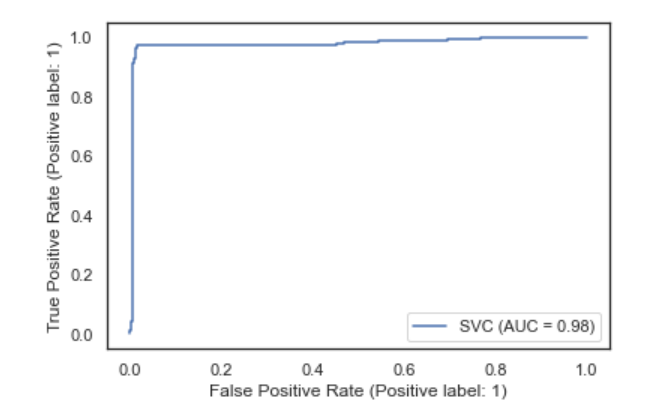 True Positive Rate (Positive label: 1)
1.0
0.8
0.6
0.4
0.2
0.0
SVC (AUC = 0.98)
0.0 0.2 0.4 0.6 0.8 1.0
False Positive Rate (Positive label: 1)